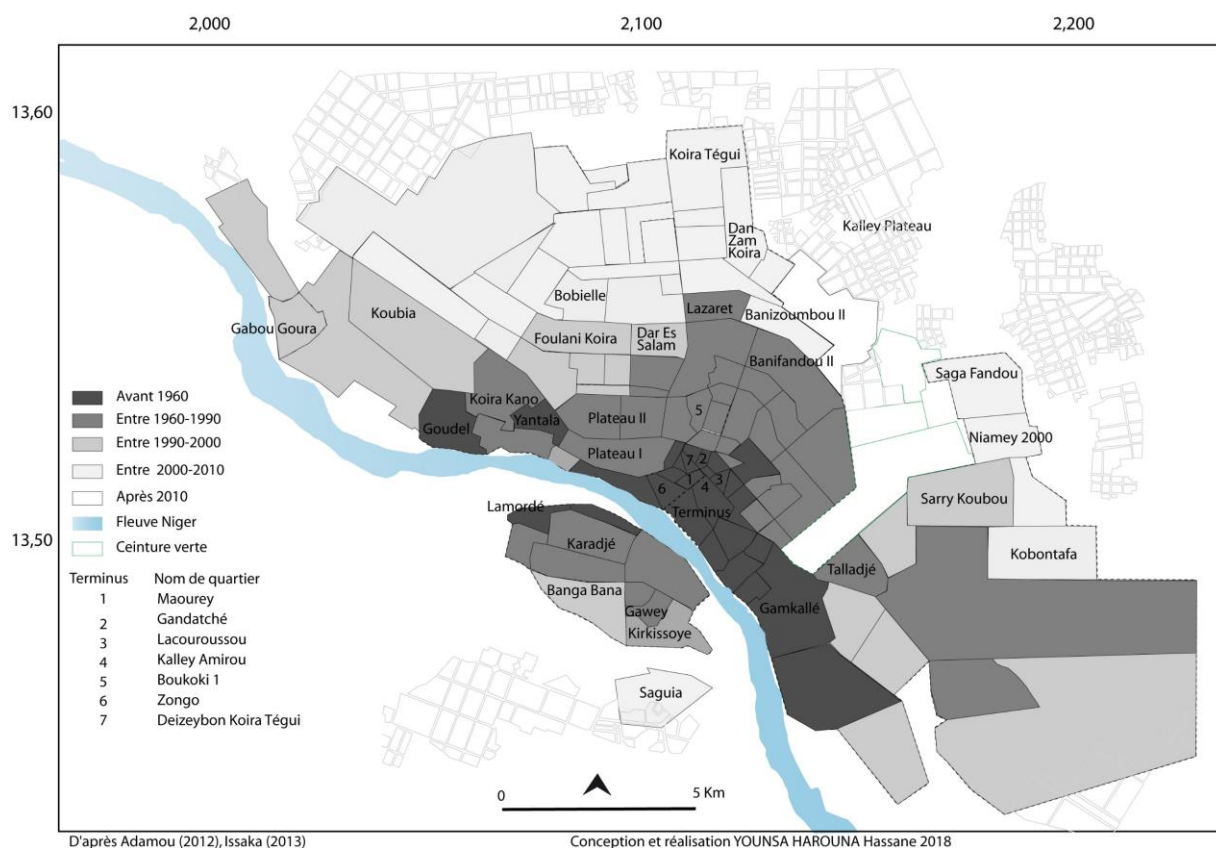 2,000 2,100 2,200
13,60
13,50
Koira Tégui
Kalley Plateau
Dan
Zam
Koira
Bobielle
Lazaret
Banizoumbou II
Koubia
Gabou Goura
Foulani Koira
Dar Es
Salam
Banifandou II
Saga Fandou
Koira Kano
Yantala
Goudel
Plateau II
5
Niamey 2000
Plateau I
7 2
1 3
6 4
Terminus
Sarry Koubou
Lamordé
Karadjé
Talladjé
Kobontafa
Banga Bana
Gawey
Gamkallé
Kirkissoye
Saguia
Avant 1960
Entre 1960-1990
Entre 1990-2000
Entre 2000-2010
Après 2010
Fleuve Niger
Ceinture verte
Terminus Nom de quartier
1 Maourey
2 Gandatché
3 Lacouroussou
4 Kalley Amirou
5 Boukoki 1
6 Zongo
7 Deizeybon Koira Tégui
0 5 Km
D'après Adamou (2012), Issaka (2013) Conception et réalisation YOUNSA HAROUNA Hassane 2018